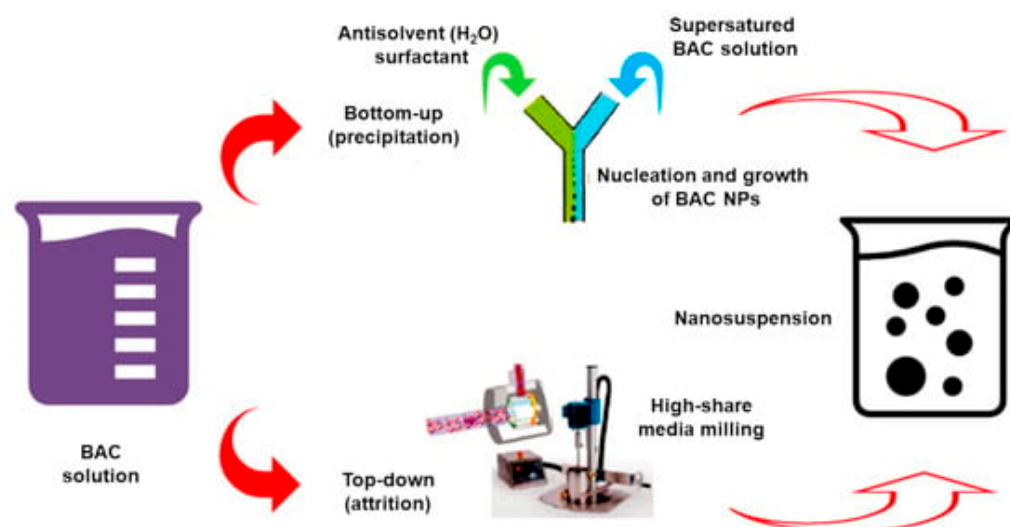 Antisolvent (H₂O)
surfactant
Supersatured
BAC solution
Bottom-up
(precipitation)
Nucleation and growth
of BAC NPs
Nanosuspension
BAC
solution
High-share
media milling
Top-down
(attrition)